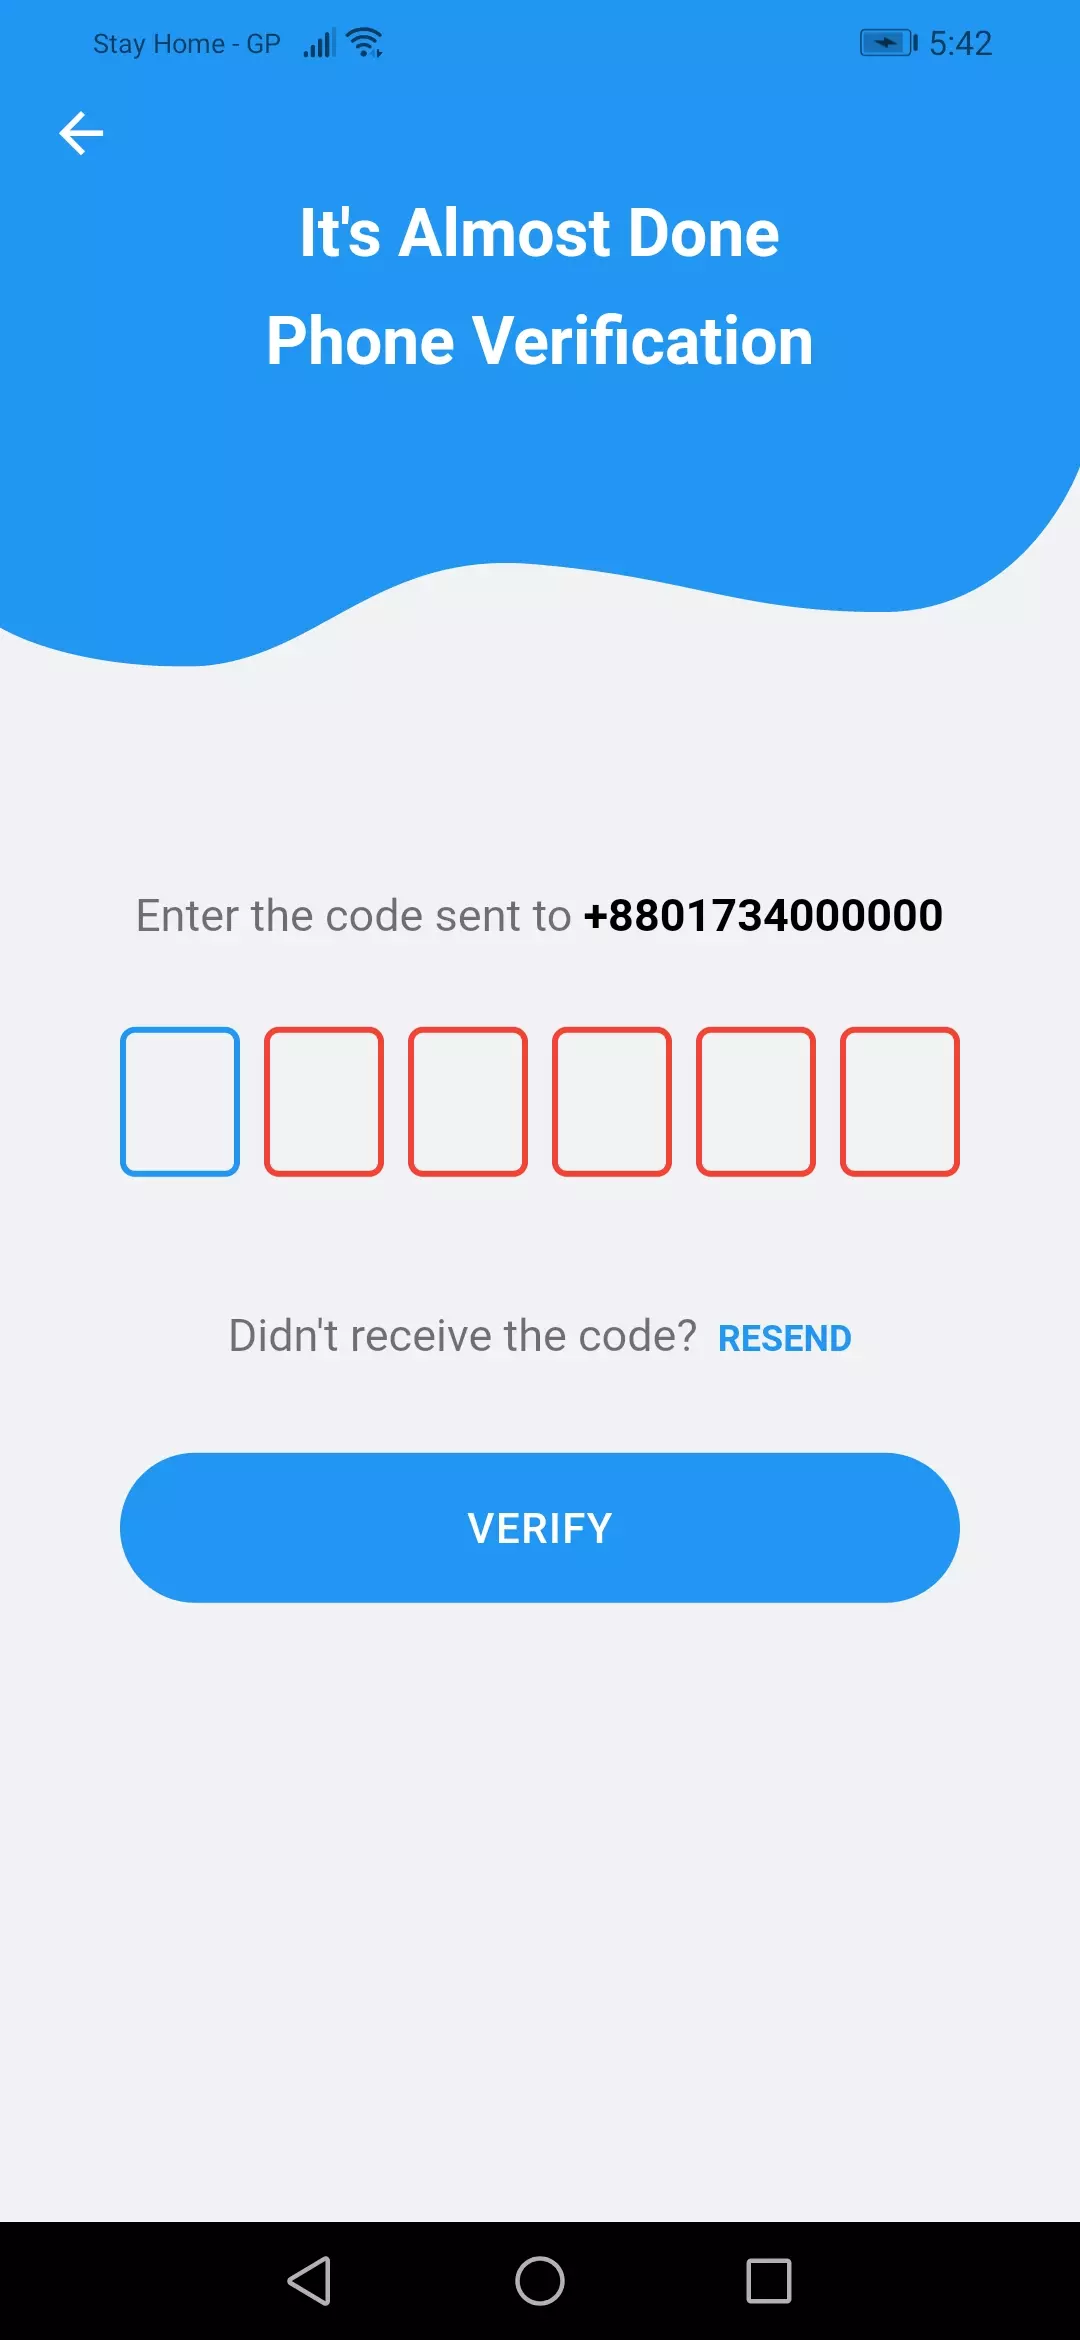 Stay Home - GP 5:42
It's Almost Done
Phone Verification
Enter the code sent to +8801734000000
Didn't receive the code? RESEND
VERIFY